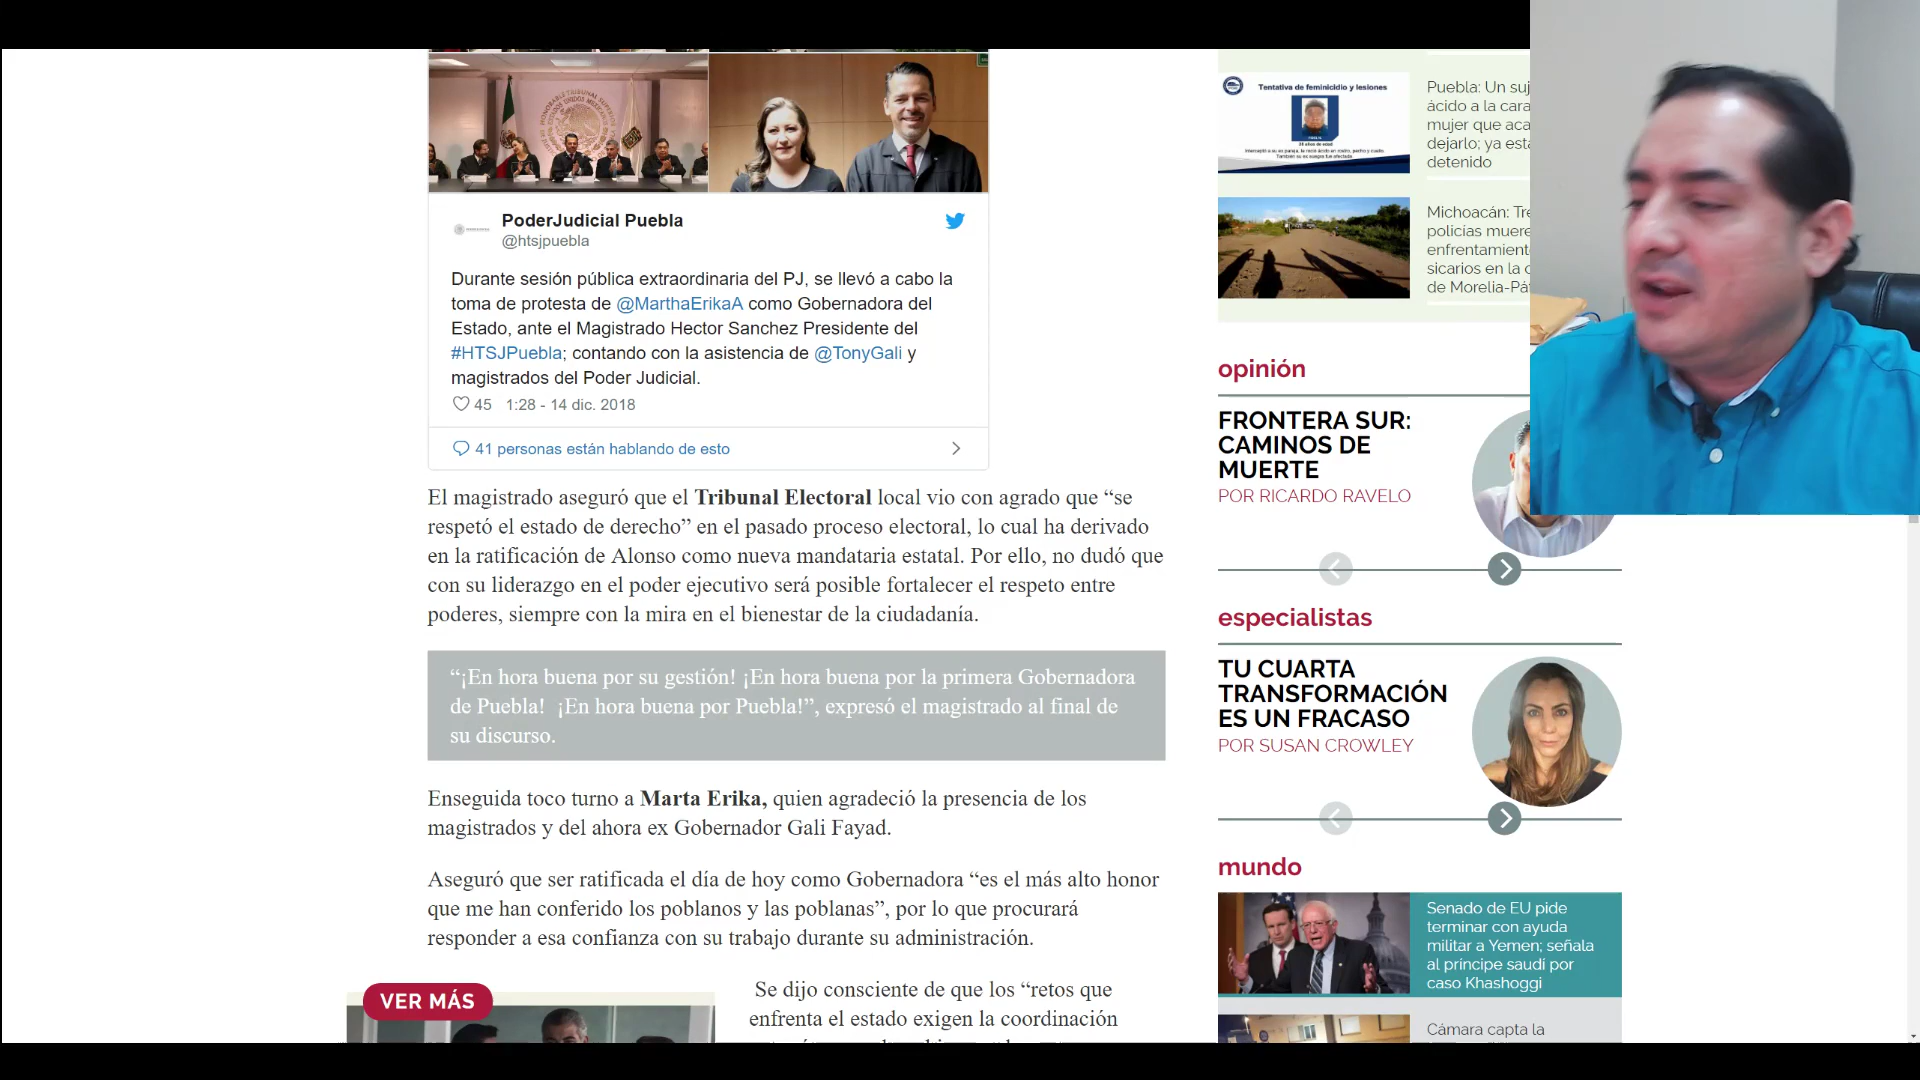 PoderJudicial Puebla
@htsjpuebla
Durante sesión pública extraordinaria del PJ, se llevó a cabo la
toma de protesta de @MarthaErikaA como Gobernadora del
Estado, ante el Magistrado Hector Sanchez Presidente del
#HTSJPuebla; contando con la asistencia de @TonyGali y
magistrados del Poder Judicial.
45 1:28 - 14 dic. 2018
41 personas están hablando de esto
El magistrado aseguró que el Tribunal Electoral local vio con agrado que “se
respetó el estado de derecho” en el pasado proceso electoral, lo cual ha derivado
en la ratificación de Alonso como nueva mandataria estatal. Por ello, no dudó que
con su liderazgo en el poder ejecutivo será posible fortalecer el respeto entre
poderes, siempre con la mira en el bienestar de la ciudadanía.
“¡En hora buena por su gestión! ¡En hora buena por la primera Gobernadora
de Puebla! ¡En hora buena por Puebla!”, expresó el magistrado al final de
su discurso.
Enseguida toco turno a Marta Erika, quien agradeció la presencia de los
magistrados y del ahora ex Gobernador Gali Fayad.
Aseguró que ser ratificada el día de hoy como Gobernadora “es el más alto honor
que me han conferido los poblanos y las poblanas”, por lo que procurará
responder a esa confianza con su trabajo durante su administración.
VER MÁS
Se dijo consciente de que los “retos que
enfrenta el estado exigen la coordinación
Tentativa de feminicidio y lesiones
Puebla: Un suj
ácido a la cara
mujer que aca
dejarlo; ya est
detenido
Michoacán: Tre
policías muere
enfrentamient
sicarios en la c
de Morelia-Pá
opinión
FRONTERA SUR:
CAMINOS DE
MUERTE
POR RICARDO RAVELO
especialistas
TU CUARTA
TRANSFORMACIÓN
ES UN FRACASO
POR SUSAN CROWLEY
mundo
Senado de EU pide
terminar con ayuda
militar a Yemen; señala
al príncipe saudí por
caso Khashoggi
Cámara capta la